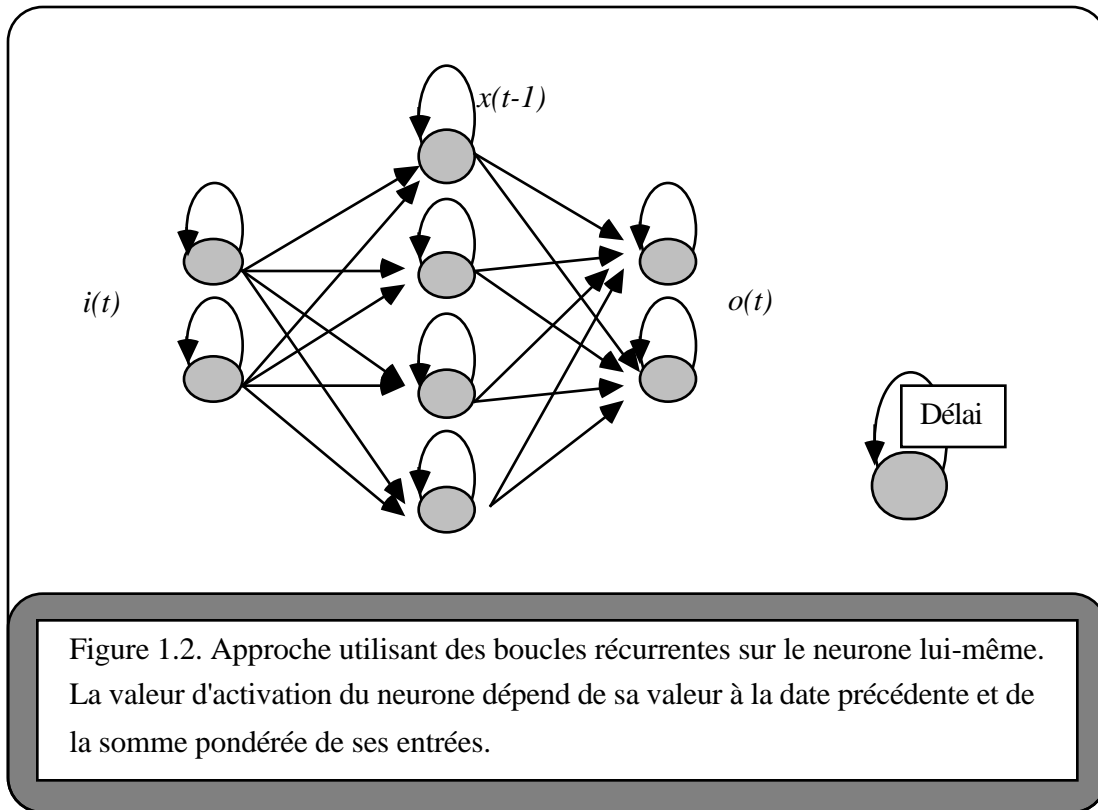 x(t-1)
i(t)
o(t)
Délai
Figure 1.2. Approche utilisant des boucles récurrentes sur le neurone lui-même.
La valeur d'activation du neurone dépend de sa valeur à la date précédente et de
la somme pondérée de ses entrées.